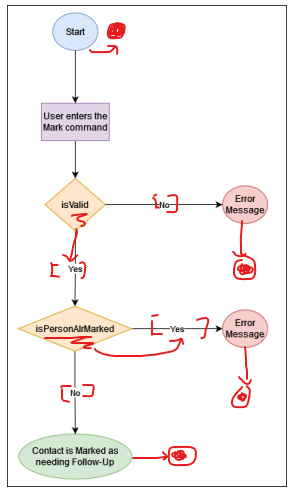 Start
User enters the
Mark command
isValid
[No]
Error
Message
[Yes]
isPersonAlrMarked
[Yes]
Error
Message
[No]
Contact is Marked as
needing Follow-Up